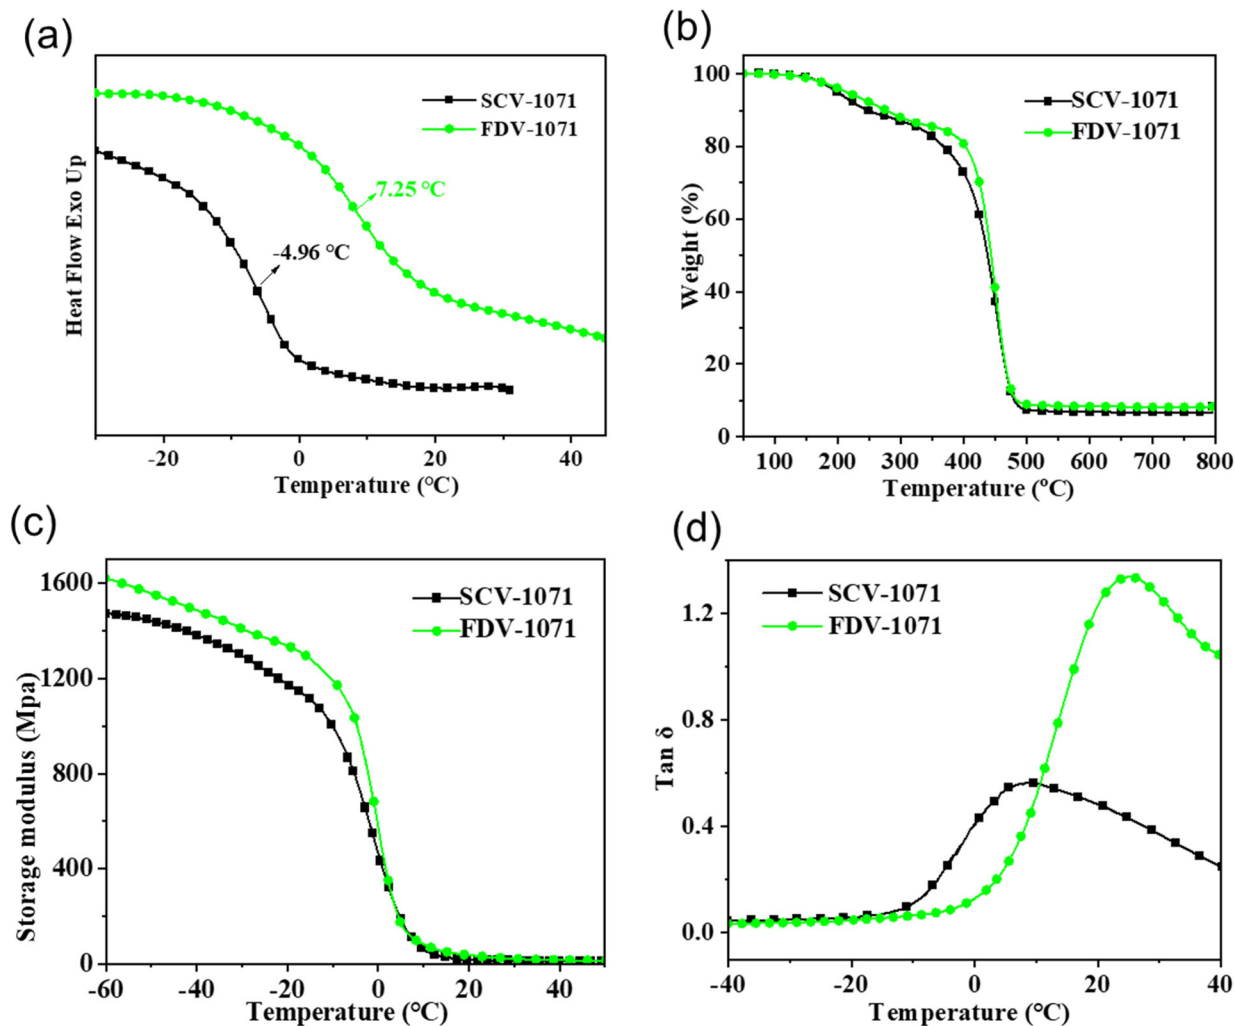 (a)
SCV-1071
FDV-1071
7.25 °C
-4.96 °C
Heat Flow Exo Up
-20 0 20 40
Temperature (°C)
(b)
100
80
60
40
20
0
SCV-1071
FDV-1071
Weight (%)
100 200 300 400 500 600 700 800
Temperature (°C)
(c)
1600
1200
800
400
0
SCV-1071
FDV-1071
Storage modulus (Mpa)
-60 -40 -20 0 20 40
Temperature (°C)
(d)
1.2
0.8
0.4
0.0
SCV-1071
FDV-1071
Tan δ
-40 -20 0 20 40
Temperature (°C)